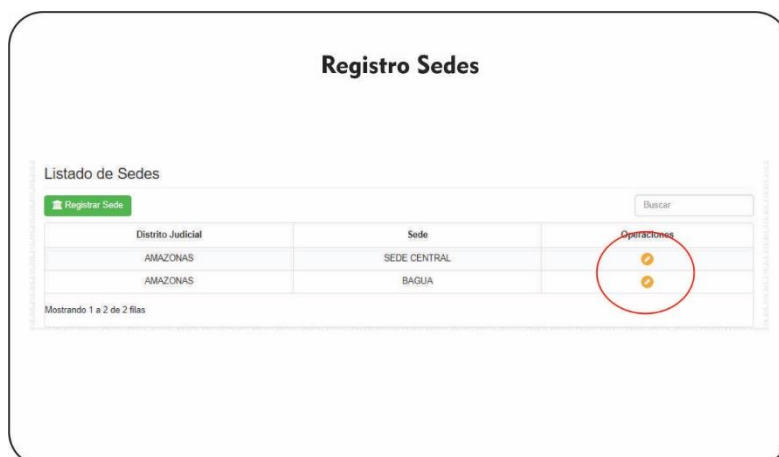 Registro Sedes
Listado de Sedes
Registrar Sede
Buscar
Distrito Judicial Sede Operaciones
AMAZONAS SEDE CENTRAL
AMAZONAS BAGUA
Mostrando 1 a 2 de 2 filas